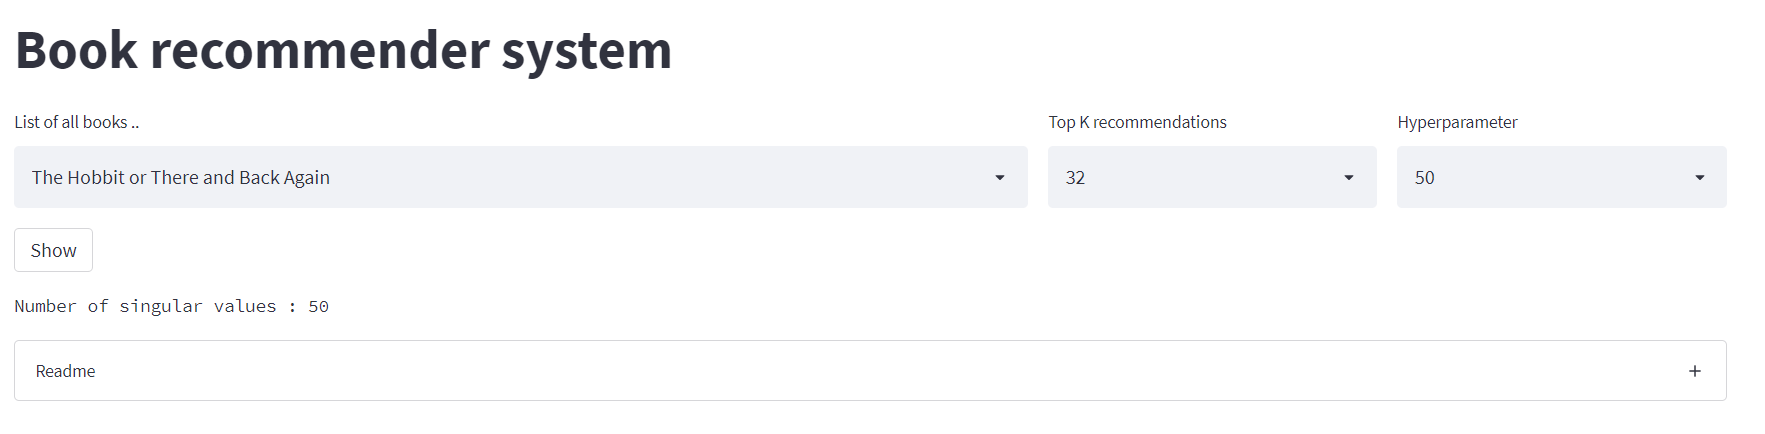 Book recommender system
List of all books ..
Top K recommendations
Hyperparameter
The Hobbit or There and Back Again
32
50
Show
Number of singular values : 50
Readme